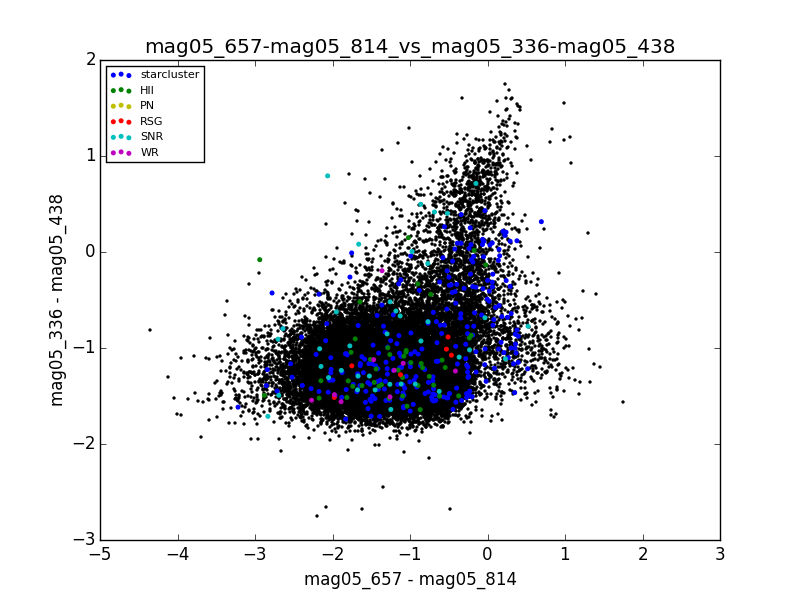 mag05_657-mag05_814_vs_mag05_336-mag05_438
starcluster
HII
PN
RSG
SNR
WR
2
1
0
−1
−2
−3
mag05_336 - mag05_438
−5 −4 −3 −2 −1 0 1 2 3
mag05_657 - mag05_814